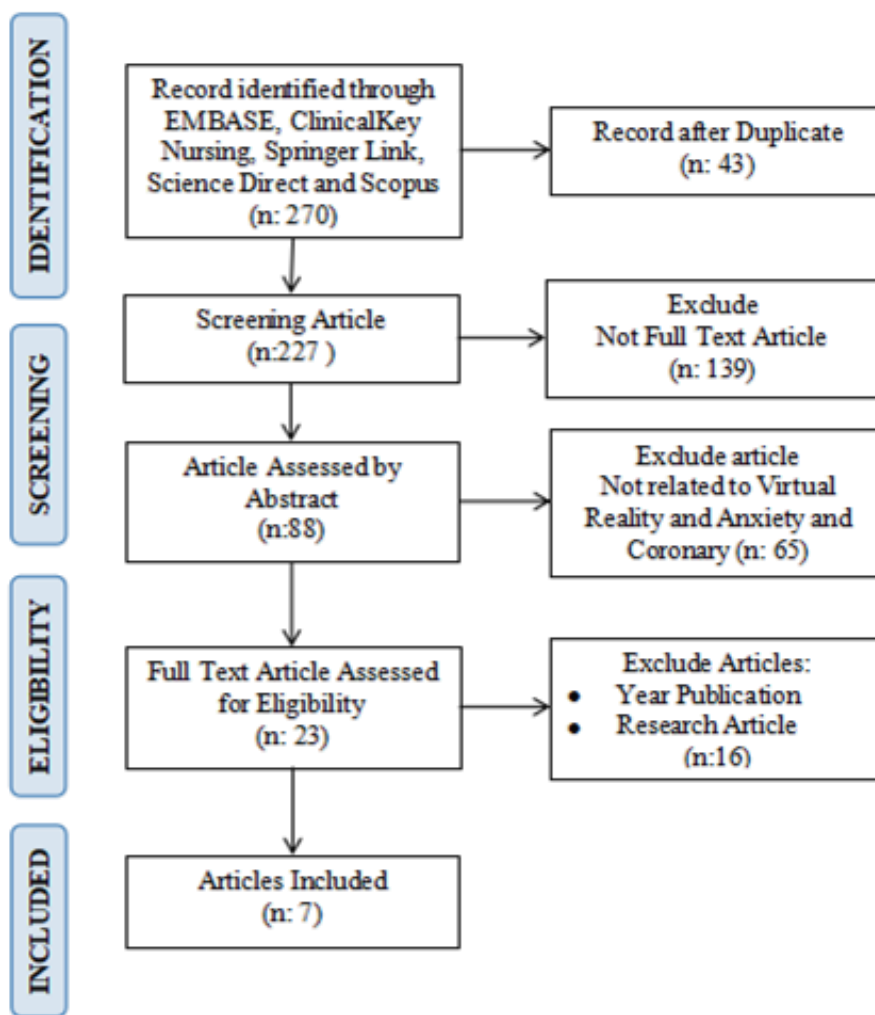 IDENTIFICATION
Record identified through
EMBASE, ClinicalKey
Nursing, Springer Link,
Science Direct and Scopus
(n: 270)
Record after Duplicate
(n: 43)
SCREENING
Screening Article
(n:227 )
Exclude
Not Full Text Article
(n: 139)
Article Assessed by
Abstract
(n:88)
Exclude article
Not related to Virtual
Reality and Anxiety and
Coronary (n: 65)
ELIGIBILITY
Full Text Article Assessed
for Eligibility
(n: 23)
Exclude Articles:
● Year Publication
● Research Article
(n:16)
INCLUDED
Articles Included
(n: 7)